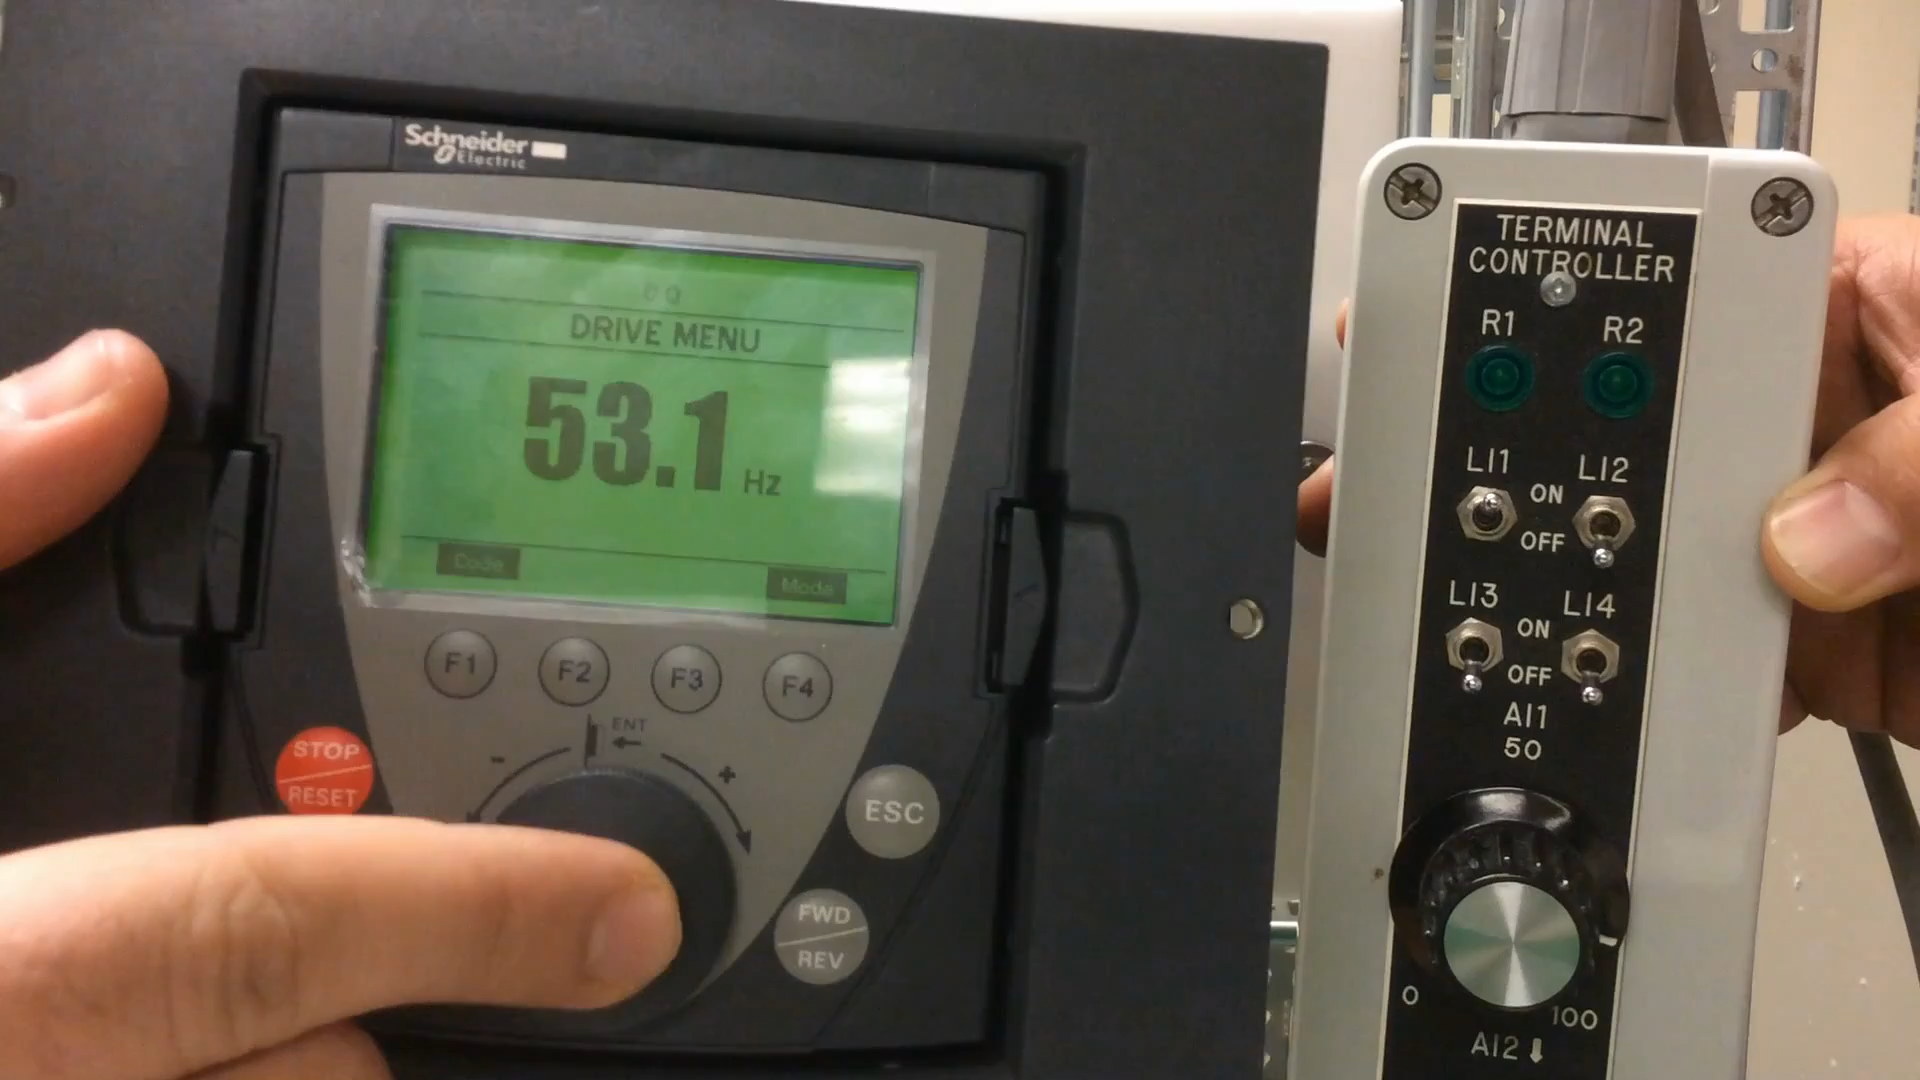 Schneider
Electric
DRIVE MENU
53.1 Hz
Code
Mode
F1
F2
F3
F4
ENT
-
+
STOP
RESET
ESC
FWD
REV
TERMINAL
CONTROLLER
R1
R2
LI1
LI2
ON
OFF
LI3
LI4
ON
OFF
AI1
50
0
100
AI2